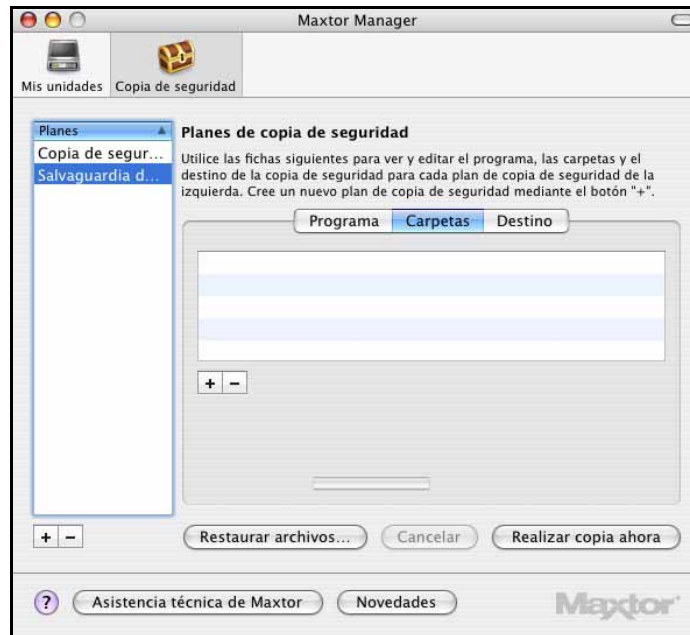 Maxtor Manager
Mis unidades
Copia de seguridad
Planes
Copia de segur...
Salvaguardia d...
Planes de copia de seguridad
Utilice las fichas siguientes para ver y editar el programa, las carpetas y el
destino de la copia de seguridad para cada plan de copia de seguridad de la
izquierda. Cree un nuevo plan de copia de seguridad mediante el botón "+".
Programa Carpetas Destino
+ −
+ − Restaurar archivos... Cancelar Realizar copia ahora
? Asistencia técnica de Maxtor Novedades Maxtor